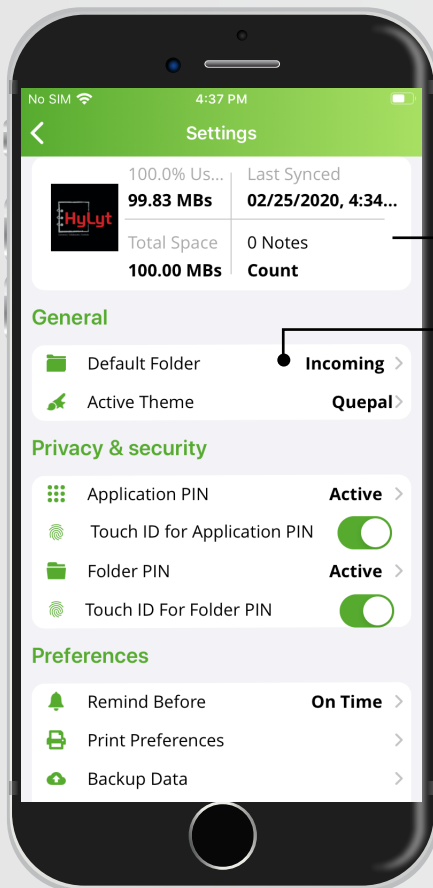 No SIM 4:37 PM
Settings
100.0% Us... Last Synced
99.83 MBs 02/25/2020, 4:34...
HyLyt
Total Space 0 Notes
100.00 MBs Count
General
Default Folder Incoming
Active Theme Quepal
Privacy & security
Application PIN Active
Touch ID for Application PIN
Folder PIN Active
Touch ID For Folder PIN
Preferences
Remind Before On Time
Print Preferences
Backup Data